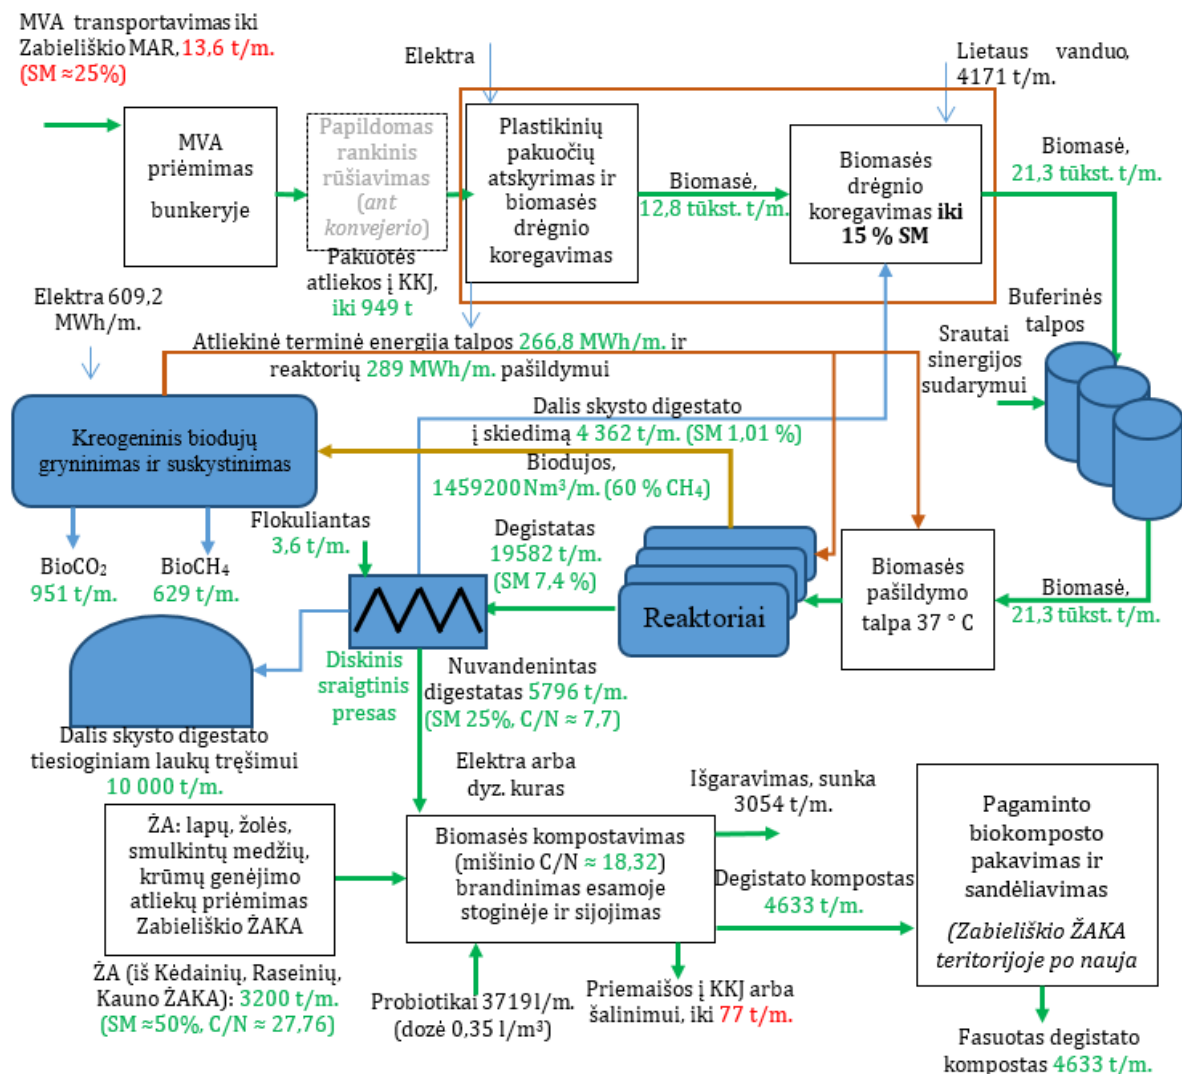 MVA transportavimas iki
Zabieliškio MAR, 13,6 t/m.
(SM ≈25%)
Elektra
Lietaus vanduo,
4171 t/m.
MVA
priėmimas
bunkeryje
Papildomas
rankinis
rūšiavimas
(ant
konvejerio)
Pakuotės
atliekos į KKJ,
iki 949 t
Plastikinių
pakuočių
atskyrimas ir
biomasės
drėgnio
koregavimas
Biomasė,
12,8 tūkst. t/m.
Biomasės
drėgnio
koregavimas iki
15 % SM
Biomasė,
21,3 tūkst. t/m.
Elektra 609,2
MWh/m.
Buferinės
talpos
Srautai
sinergijos
sudarymui
Atliekinė terminė energija talpos 266,8 MWh/m. ir
reaktorių 289 MWh/m. pašildymui
Kreogeninis biodujų
gryninimas ir suskystinimas
Dalis skysto digestato
į skiedimą 4 362 t/m. (SM 1,01 %)
Biodujos,
1459200 Nm³/m. (60 % CH₄)
Flokuliantas
3,6 t/m.
Degistatas
19582 t/m.
(SM 7,4 %)
BioCO₂
951 t/m.
BioCH₄
629 t/m.
Reaktoriai
Biomasės
pašildymo
talpa 37 ° C
Biomasė,
21,3 tūkst. t/m.
Diskinis
sraigtinis
presas
Nuvandenintas
digestatas 5796 t/m.
(SM 25%, C/N ≈ 7,7)
Dalis skysto digestato
tiesioginiam laukų tręšimui
10 000 t/m.
Elektra arba
dyz. kuras
Išgaravimas, sunka
3054 t/m.
ŽA: lapų, žolės,
smulkintų medžių,
krūmų genėjimo
atliekų priėmimas
Zabieliškio ŽAKA
Biomasės kompostavimas
(mišinio C/N ≈ 18,32)
brandinimas esamoje
stoginėje ir sijojimas
Degistato kompostas
4633 t/m.
Pagaminto
biokomposto
pakavimas ir
sandėliavimas
(Zabieliškio ŽAKA
teritorijoje po nauja
ŽA (iš Kėdainių, Raseinių,
Kauno ŽAKA): 3200 t/m.
(SM ≈50%, C/N ≈ 27,76)
Probiotikai 3719 l/m.
(dozė 0,35 l/m³)
Priemaišos į KKJ arba
šalinimui, iki 77 t/m.
Fasuotas degistato
kompostas 4633 t/m.